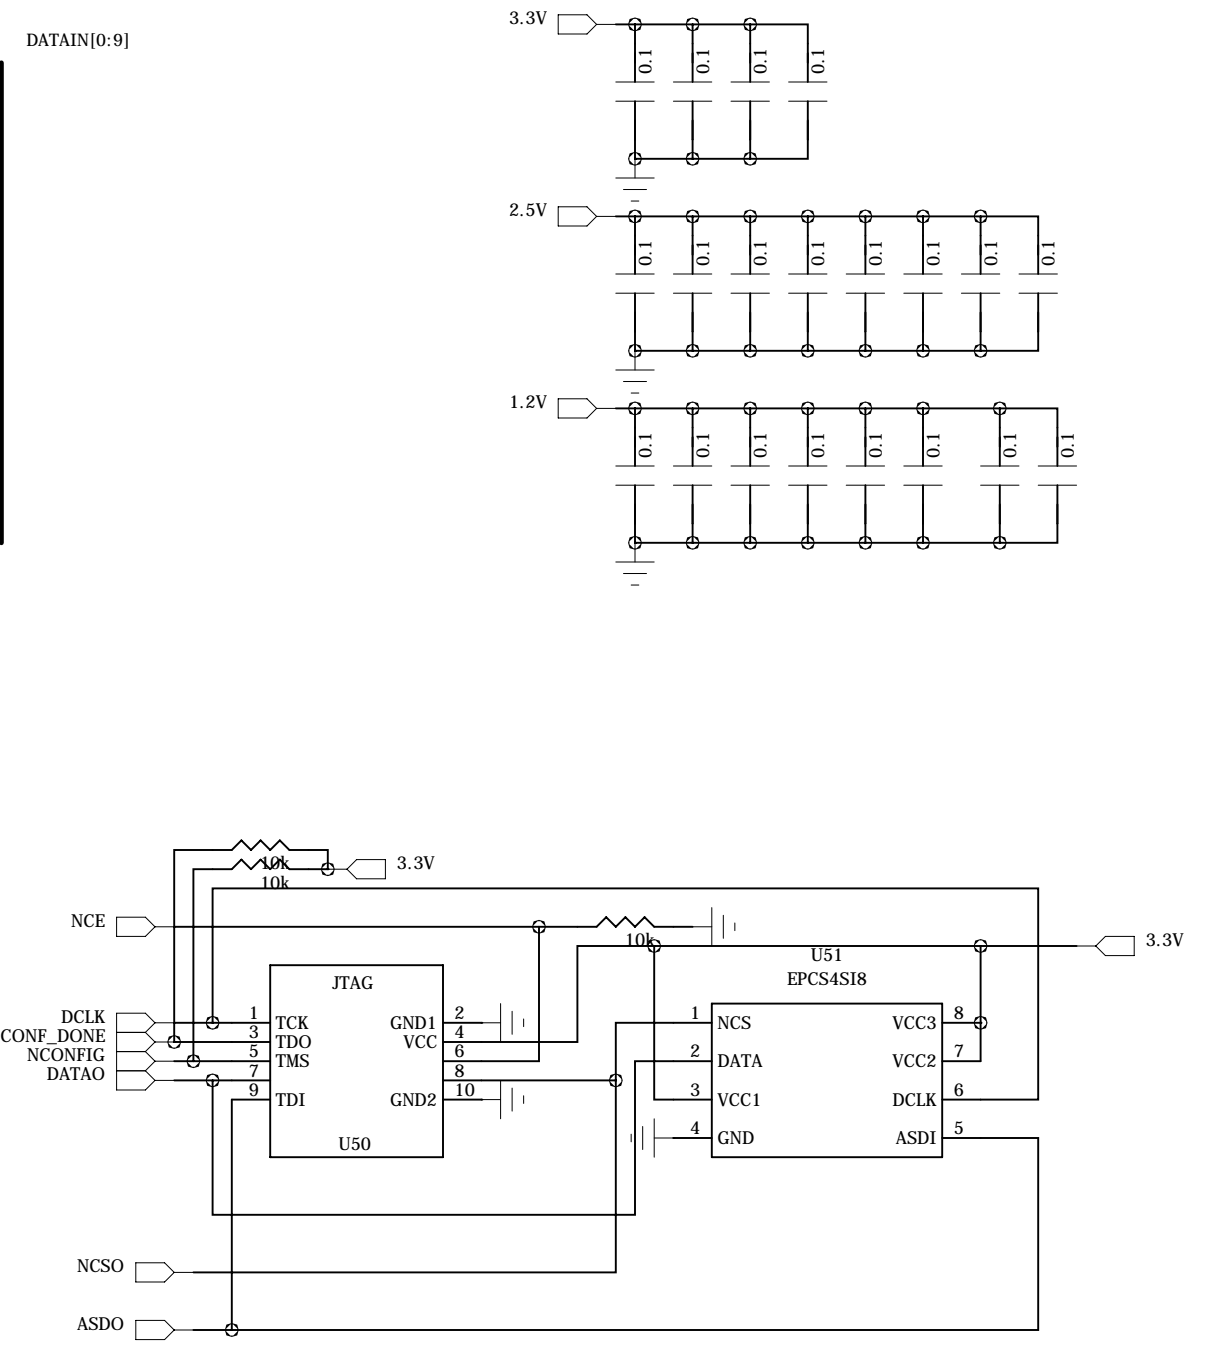 DATAIN[0:9]
3.3V
0.1 0.1 0.1 0.1
2.5V
0.1 0.1 0.1 0.1 0.1 0.1 0.1 0.1
1.2V
0.1 0.1 0.1 0.1 0.1 0.1 0.1 0.1
10k
10k
3.3V
NCE
10k
3.3V
U51
EPCS4SI8
JTAG
DCLK 1 TCK GND1 2
CONF_DONE 3 TDO VCC 4
NCONFIG 5 TMS 6
DATAO 7 8
9 TDI GND2 10
U50
1 NCS VCC3 8
2 DATA VCC2 7
3 VCC1 DCLK 6
4 GND ASDI 5
NCSO
ASDO